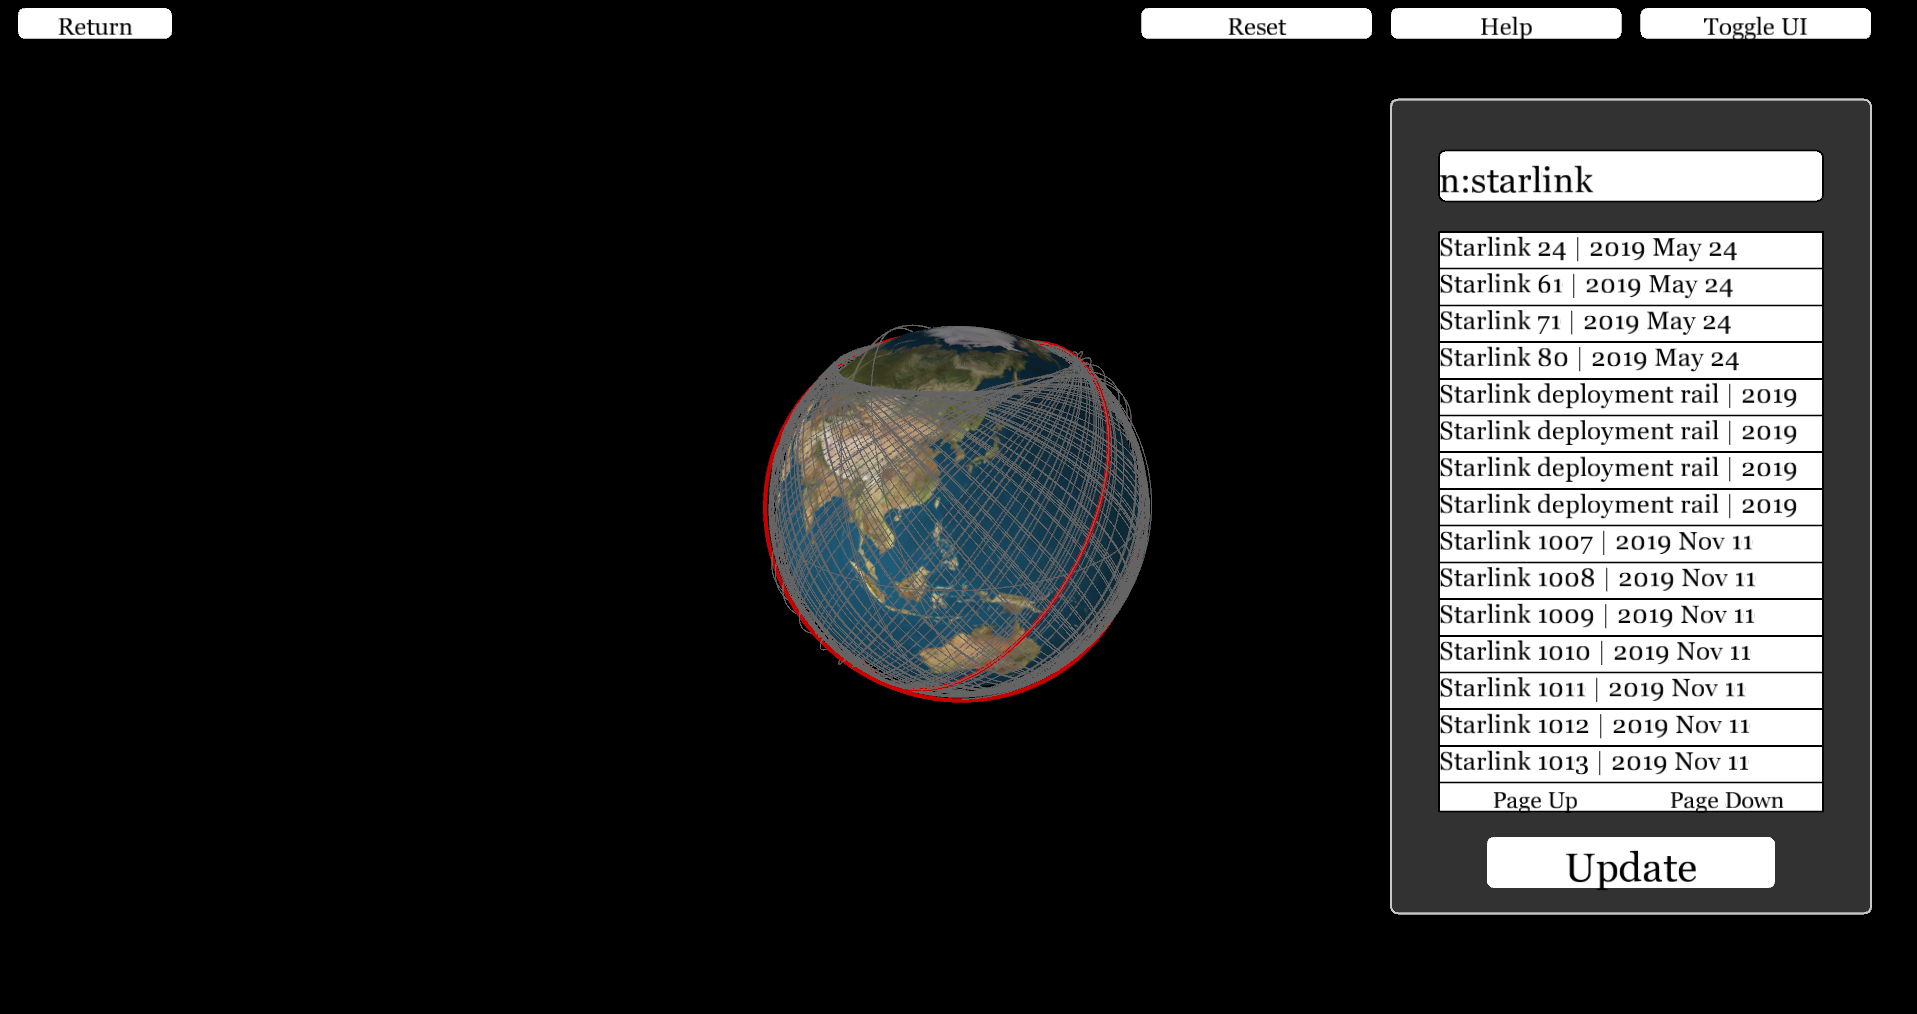 Return
Reset
Help
Toggle UI
n:starlink
Starlink 24 | 2019 May 24
Starlink 61 | 2019 May 24
Starlink 71 | 2019 May 24
Starlink 80 | 2019 May 24
Starlink deployment rail | 2019
Starlink deployment rail | 2019
Starlink deployment rail | 2019
Starlink deployment rail | 2019
Starlink 1007 | 2019 Nov 11
Starlink 1008 | 2019 Nov 11
Starlink 1009 | 2019 Nov 11
Starlink 1010 | 2019 Nov 11
Starlink 1011 | 2019 Nov 11
Starlink 1012 | 2019 Nov 11
Starlink 1013 | 2019 Nov 11
Page Up
Page Down
Update